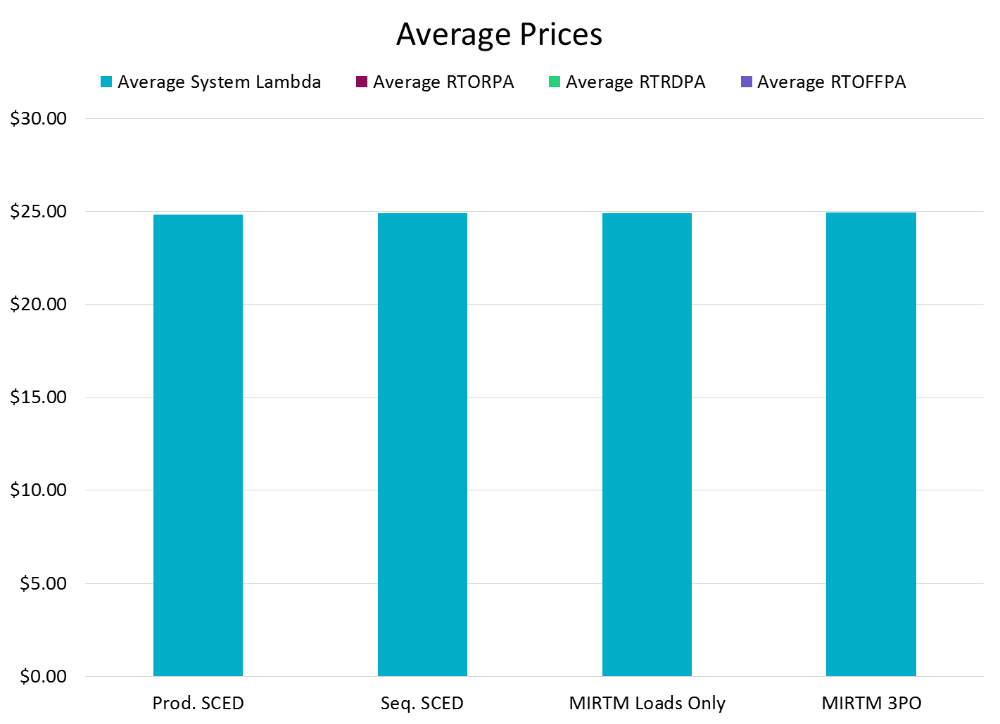 Average Prices
Average System Lambda Average RTORPA Average RTRDPA Average RTOFFPA
$30.00
$25.00
$20.00
$15.00
$10.00
$5.00
$0.00
Prod. SCED Seq. SCED MIRTM Loads Only MIRTM 3PO